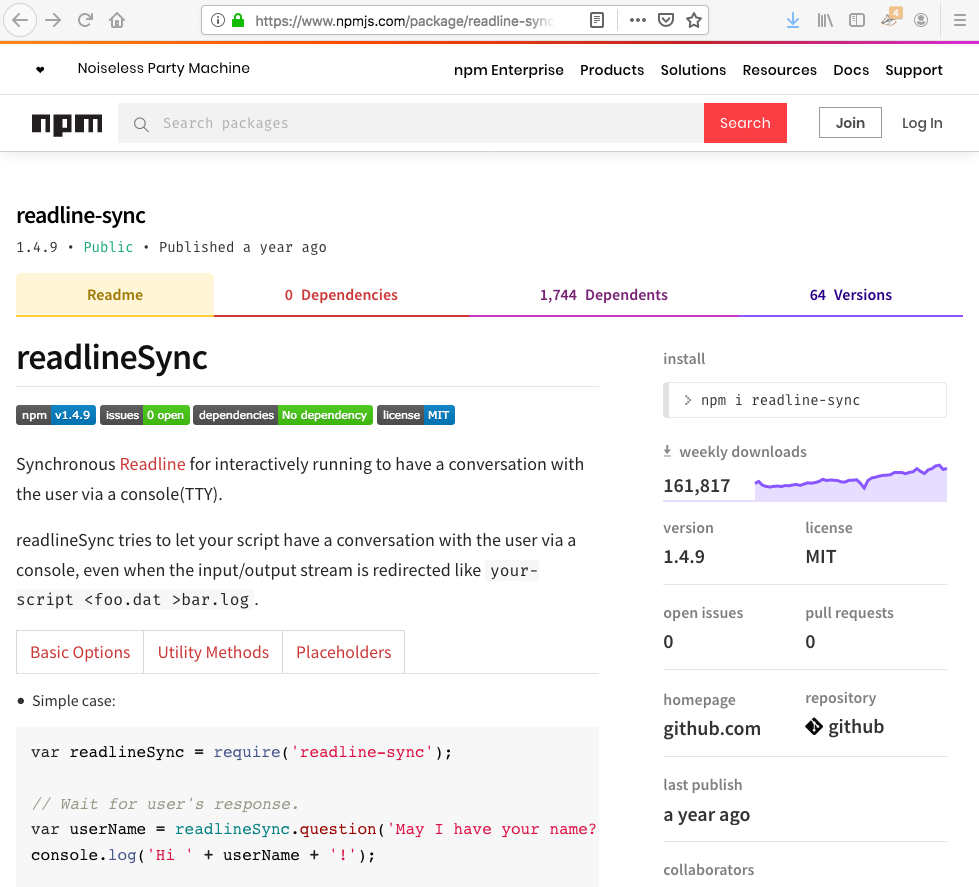 https://www.npmjs.com/package/readline-sync
4
Noiseless Party Machine
npm Enterprise Products Solutions Resources Docs Support
npm
Search packages
Search
Join
Log In
readline-sync
1.4.9 • Public • Published a year ago
Readme
0 Dependencies
1,744 Dependents
64 Versions
readlineSync
npm v1.4.9 issues 0 open dependencies No dependency license MIT
Synchronous Readline for interactively running to have a conversation with
the user via a console(TTY).
readlineSync tries to let your script have a conversation with the user via a
console, even when the input/output stream is redirected like your-
script <foo.dat >bar.log.
Basic Options
Utility Methods
Placeholders
• Simple case:
var readlineSync = require('readline-sync');
// Wait for user's response.
var userName = readlineSync.question('May I have your name?
console.log('Hi ' + userName + '!');
install
> npm i readline-sync
weekly downloads
161,817
version
1.4.9
license
MIT
open issues
0
pull requests
0
homepage
github.com
repository
github
last publish
a year ago
collaborators